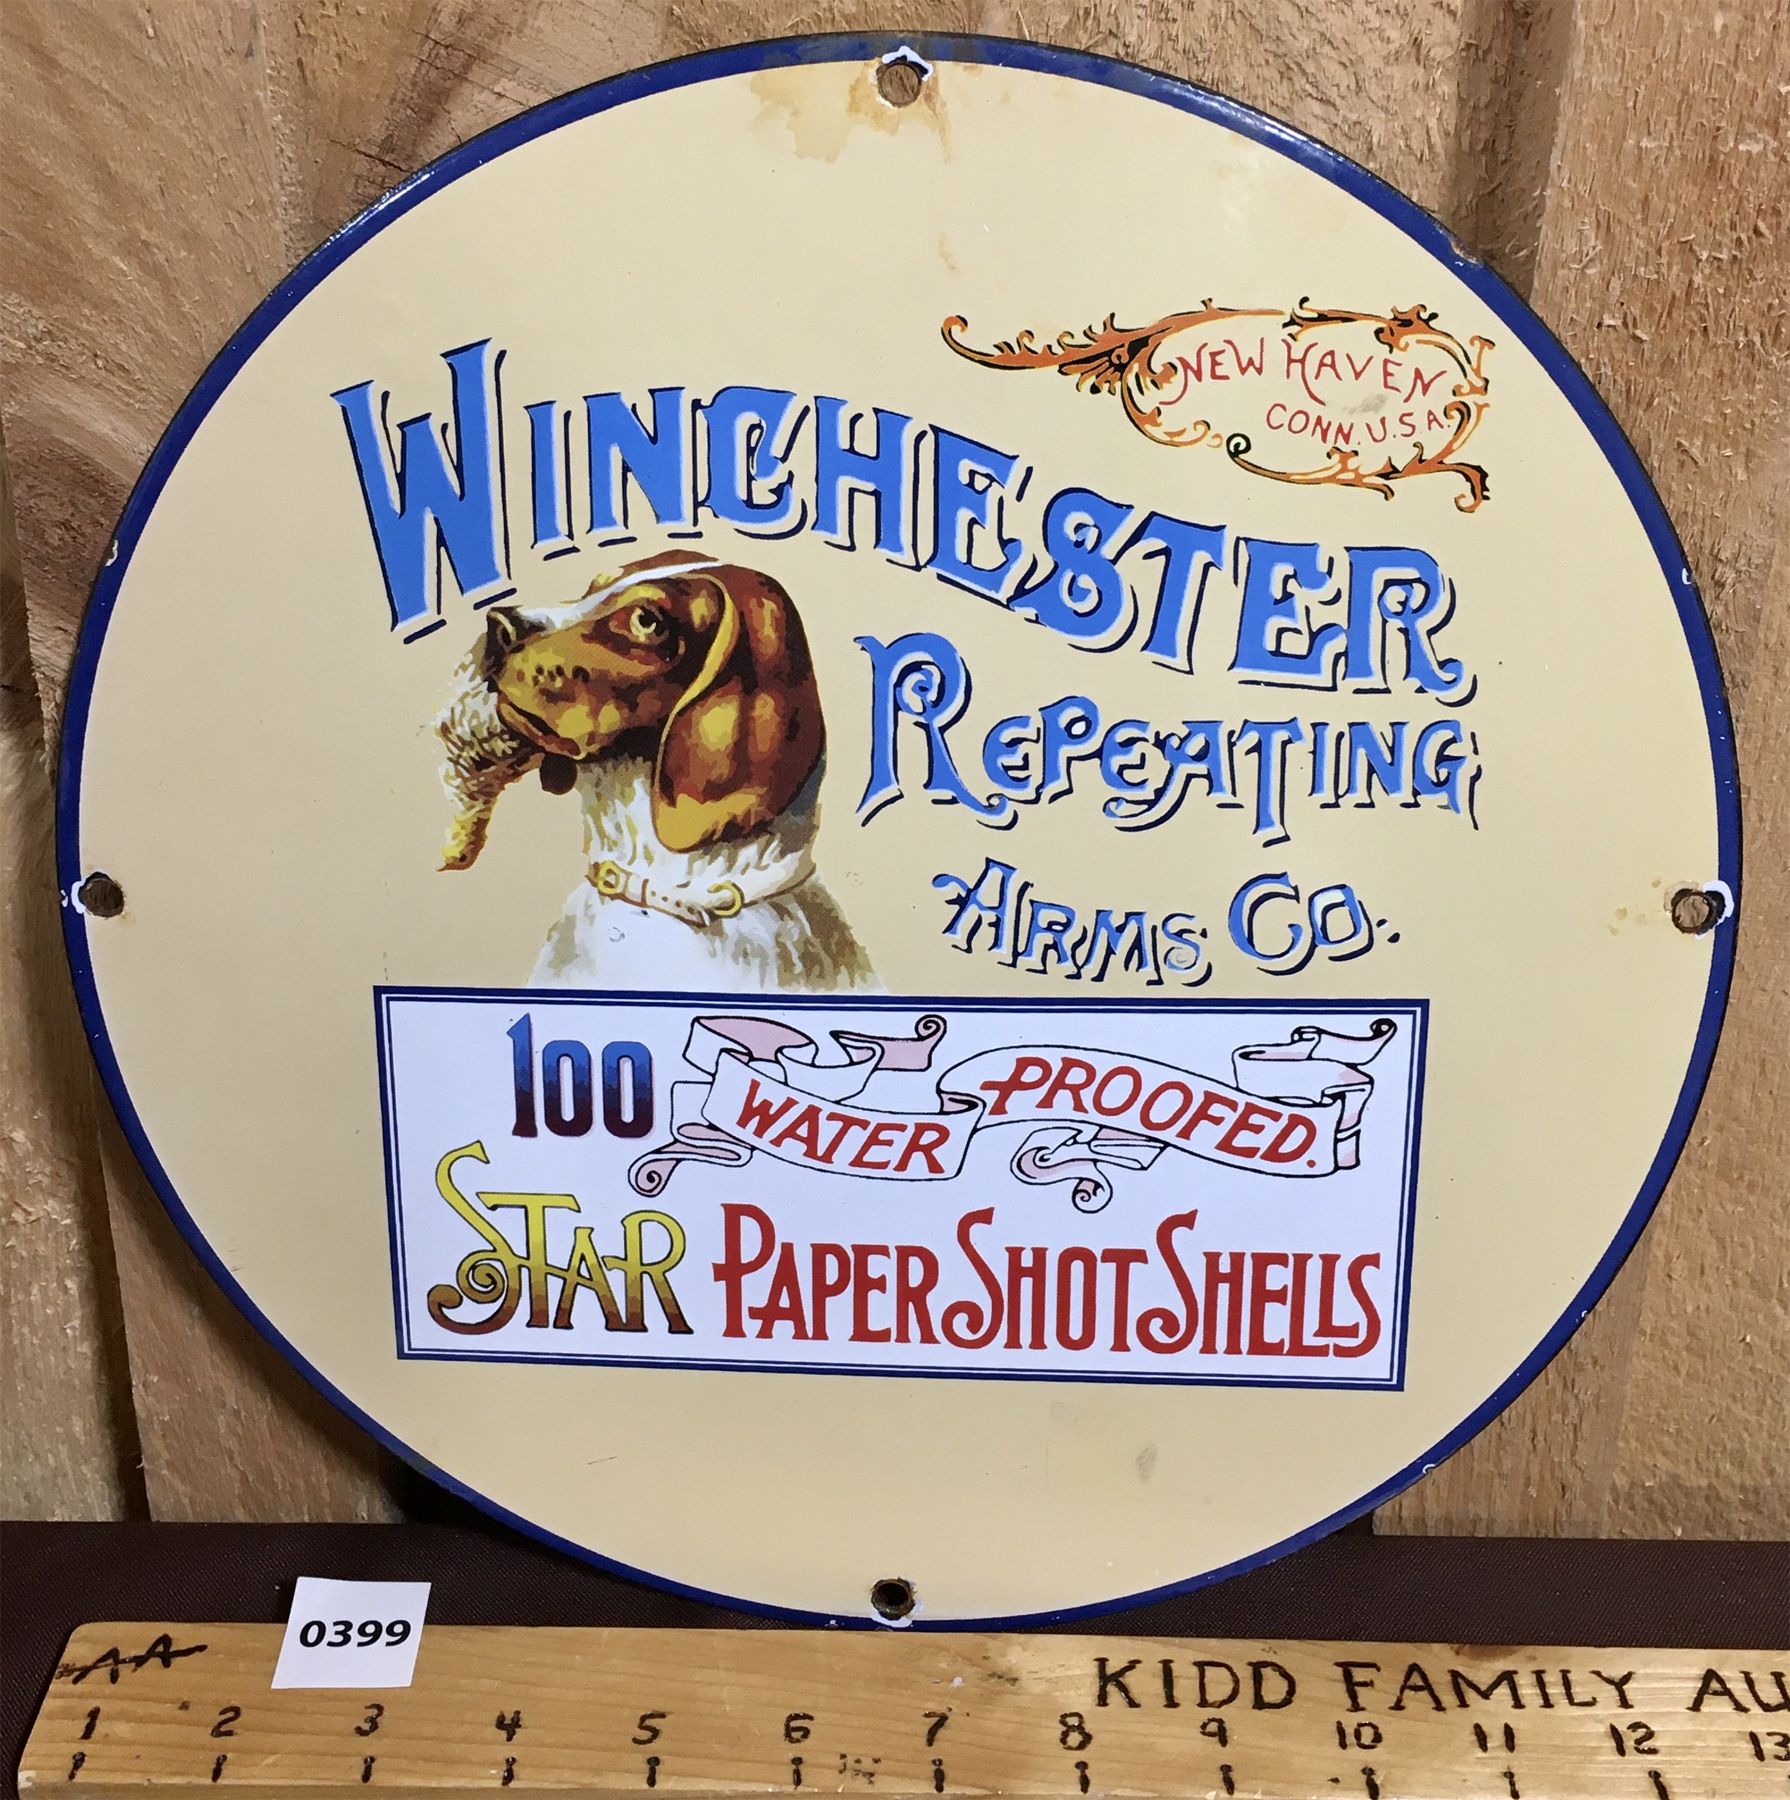 NEW HAVEN
CONN. U.S.A.
WINCHESTER
REPEATING
ARMS CO.
100 WATER PROOFED.
STAR PAPER SHOT SHELLS
0399
AA
KIDD FAMILY AU
1 2 3 4 5 6 7 8 9 10 11 12 13